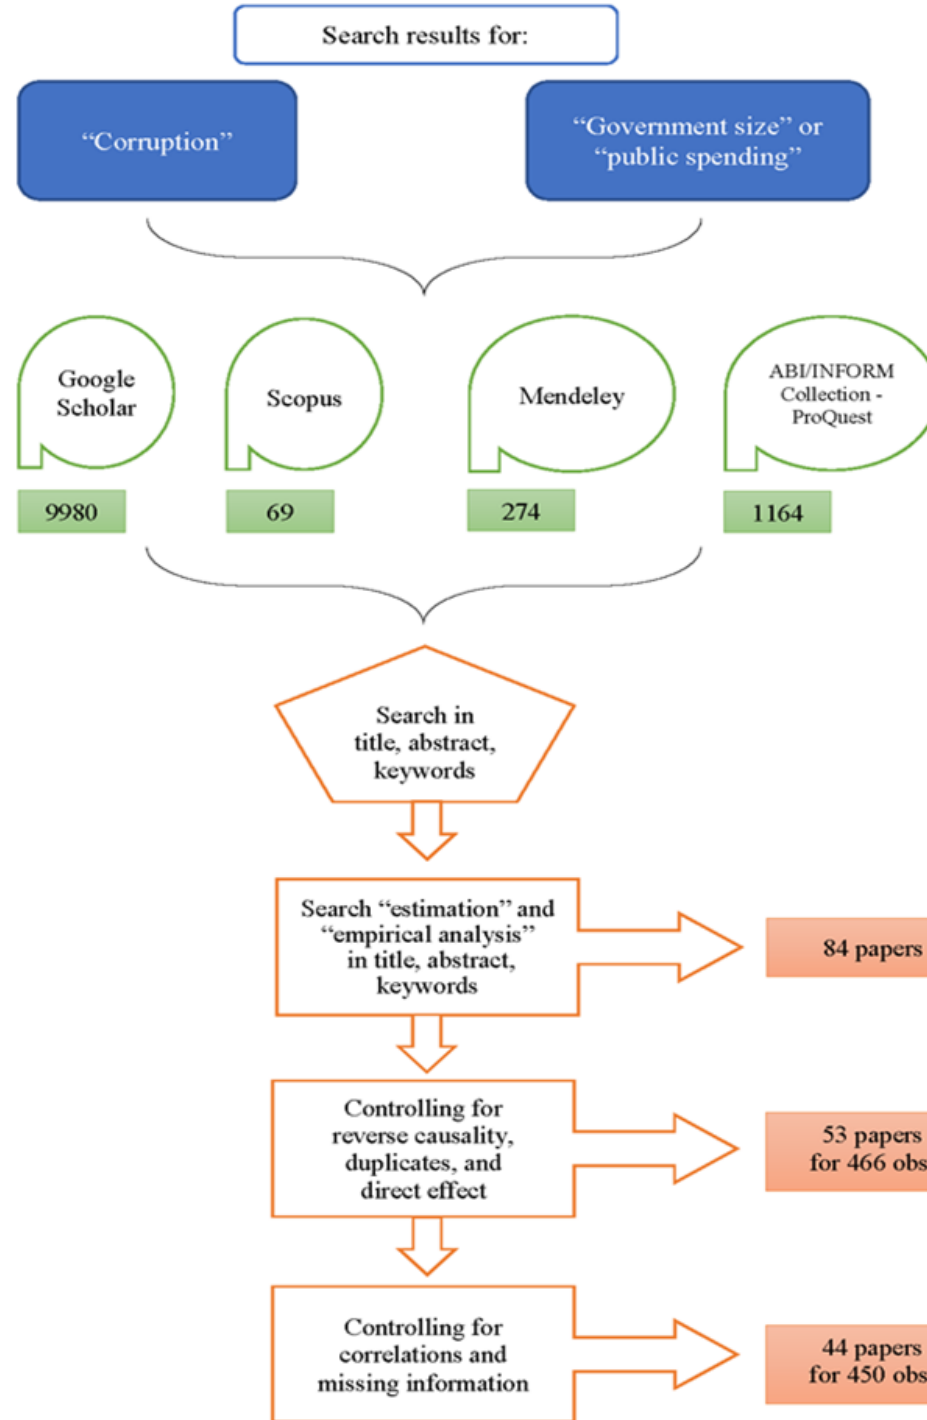 Search results for:
“Corruption”
“Government size” or
“public spending”
Google
Scholar
Scopus
Mendeley
ABI/INFORM
Collection -
ProQuest
9980
69
274
1164
Search in
title, abstract,
keywords
Search “estimation” and
“empirical analysis”
in title, abstract,
keywords
84 papers
Controlling for
reverse causality,
duplicates, and
direct effect
53 papers
for 466 obs
Controlling for
correlations and
missing information
44 papers
for 450 obs